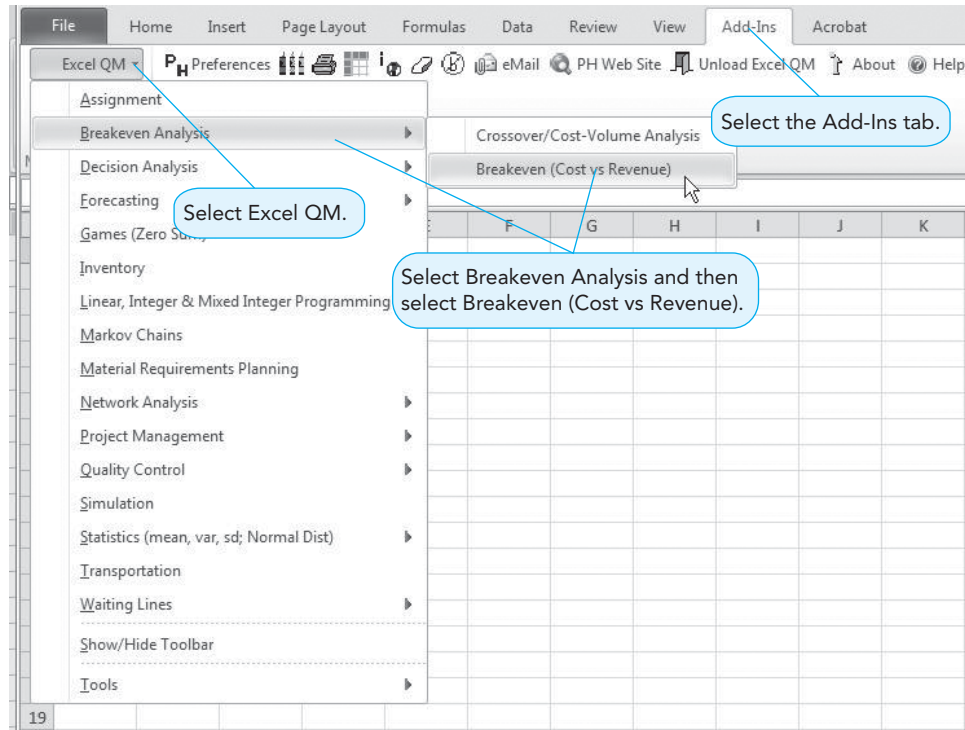 File Home Insert Page Layout Formulas Data Review View Add-Ins Acrobat
Excel QM PH Preferences eMail PH Web Site Unload Excel QM About Help
Select the Add-Ins tab.
Assignment
Breakeven Analysis
Crossover/Cost-Volume Analysis
Breakeven (Cost vs Revenue)
Decision Analysis
Forecasting
Select Excel QM.
Games (Zero
F G H I J K
Select Breakeven Analysis and then
select Breakeven (Cost vs Revenue).
Inventory
Linear, Integer & Mixed Integer Programming
Markov Chains
Material Requirements Planning
Network Analysis
Project Management
Quality Control
Simulation
Statistics (mean, var, sd; Normal Dist)
Transportation
Waiting Lines
Show/Hide Toolbar
Tools
19